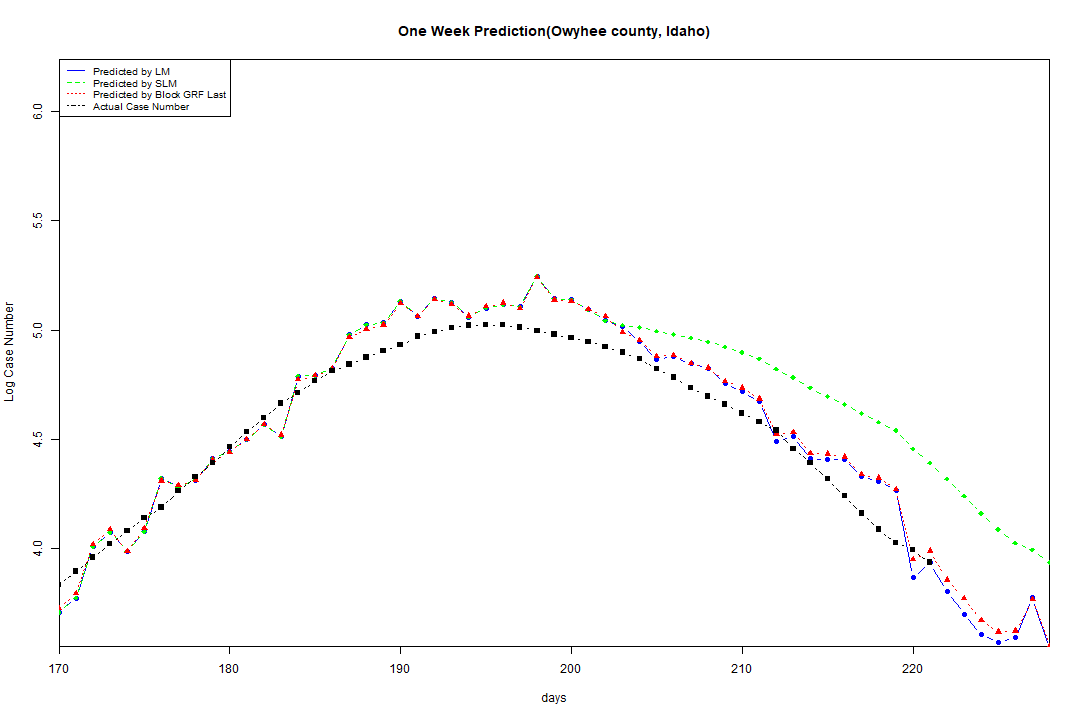 One Week Prediction(Owyhee county, Idaho)
Predicted by LM
Predicted by SLM
Predicted by Block GRF Last
Actual Case Number
6.0
5.5
5.0
4.5
4.0
Log Case Number
170 180 190 200 210 220
days